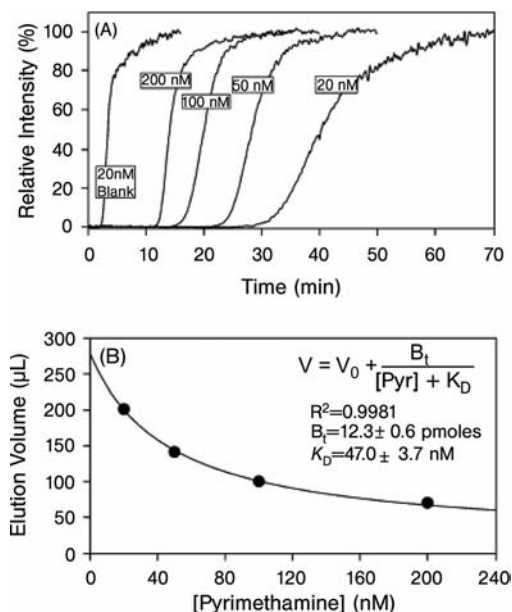 (A)
Relative Intensity (%)
100
80
60
40
20
0
200 nM
100 nM
50 nM
20 nM
20nM
Blank
0 10 20 30 40 50 60 70
Time (min)
(B)
Elution Volume (µL)
300
250
200
150
100
50
0
V = V₀ + Bₜ / ([Pyr] + K_D)
R²=0.9981
Bₜ=12.3± 0.6 pmoles
K_D=47.0 ± 3.7 nM
0 40 80 120 160 200 240
[Pyrimethamine] (nM)